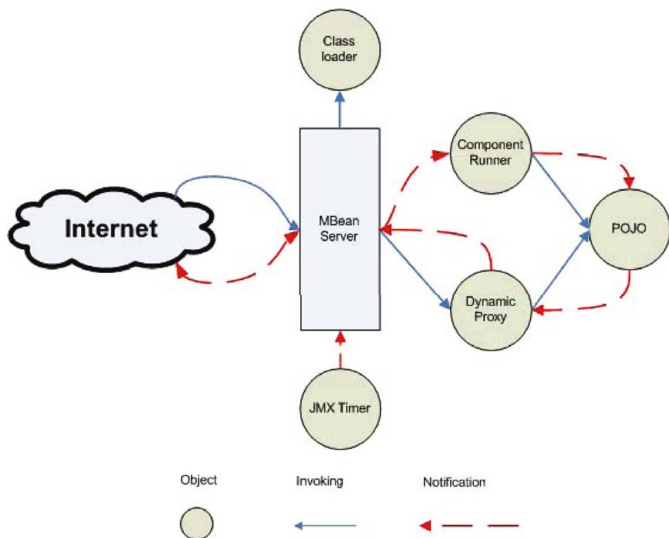 Class
loader
Component
Runner
Internet
MBean
Server
POJO
Dynamic
Proxy
JMX Timer
Object
Invoking
Notification